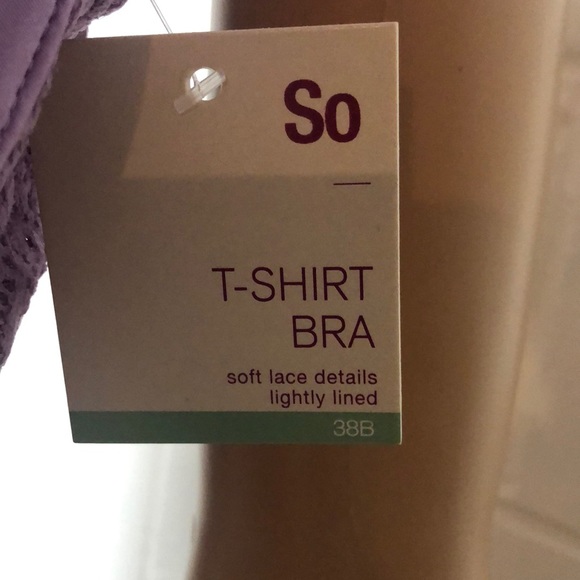 So
T-SHIRT
BRA
soft lace details
lightly lined
38B